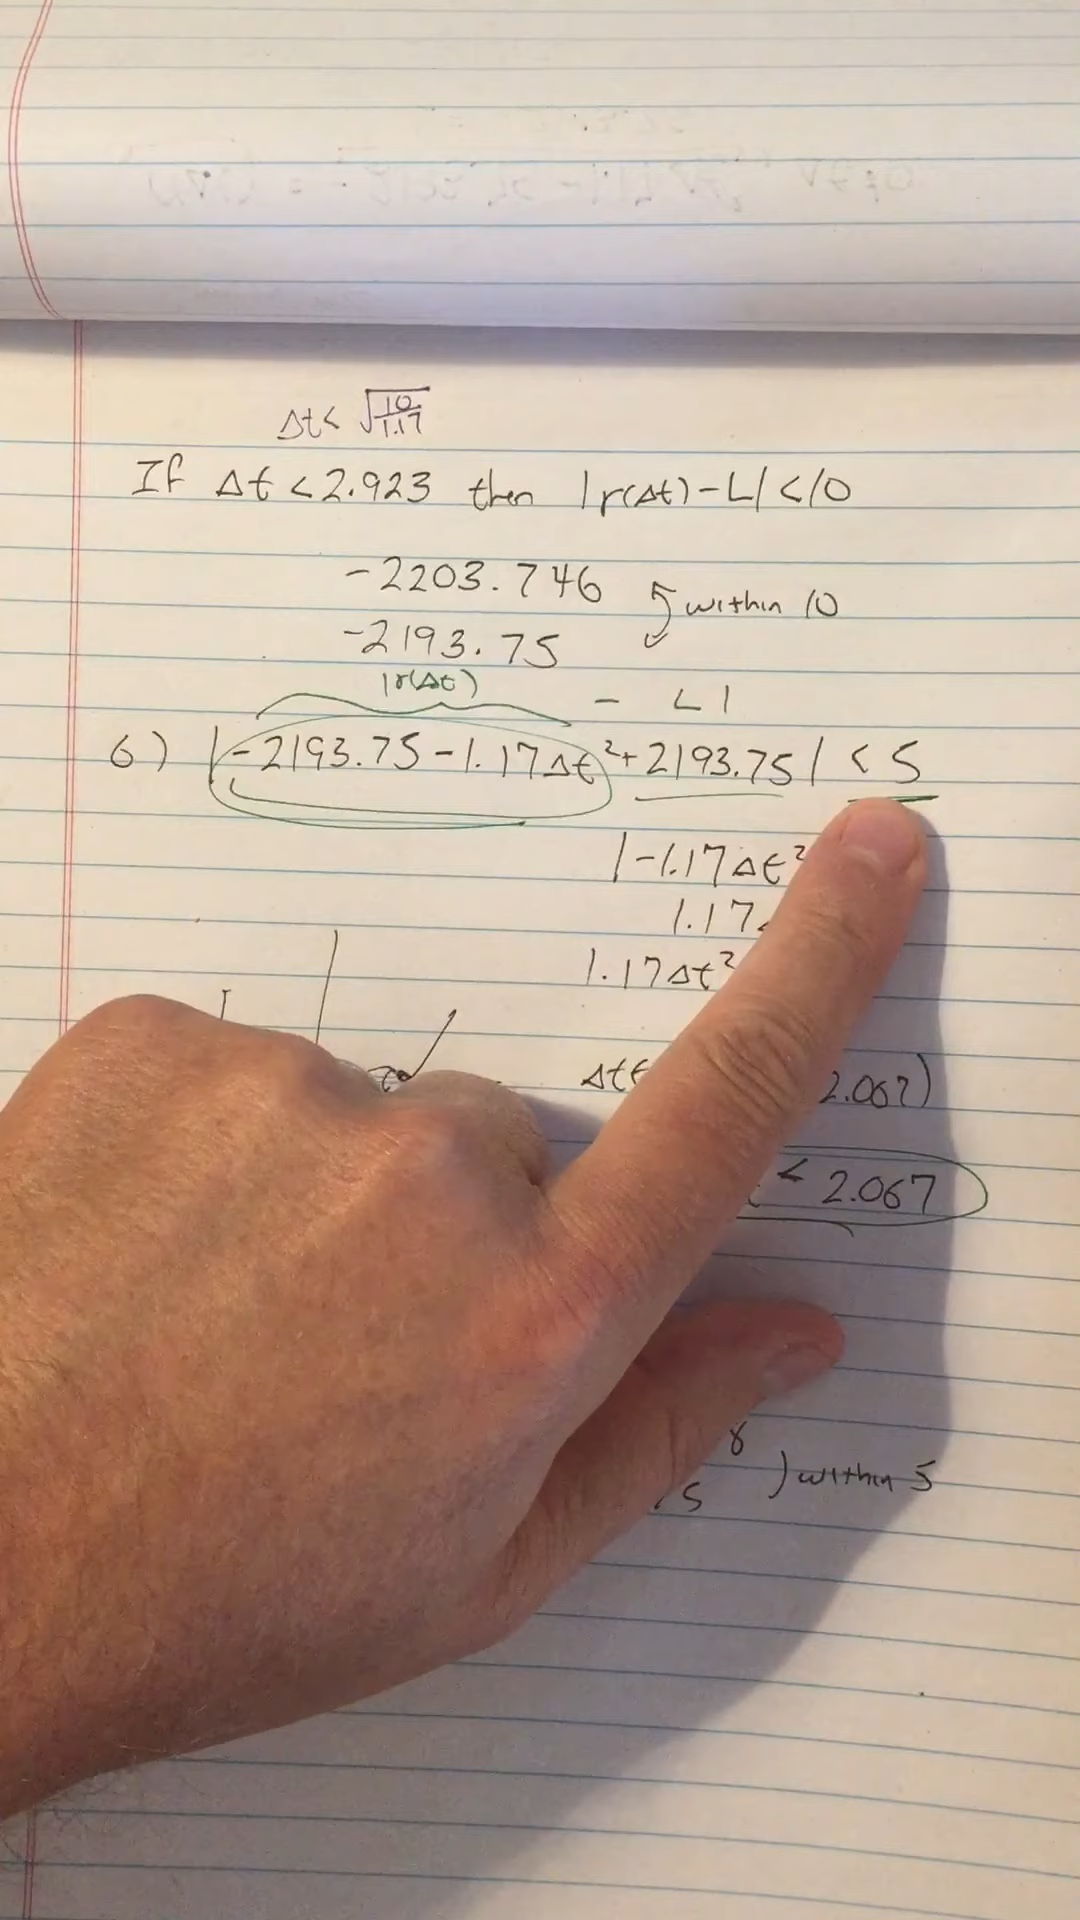 Δt< √10/1.17
If Δt <2.923 then |r(Δt)-L| <10
-2203.746
within 10
-2193.75
|r(Δt) - L|
6) |-2193.75-1.17Δt²+2193.75| < 5
|-1.17Δt²
1.17
1.17Δt²
Δt
2.067)
< 2.067
8
5
) within 5